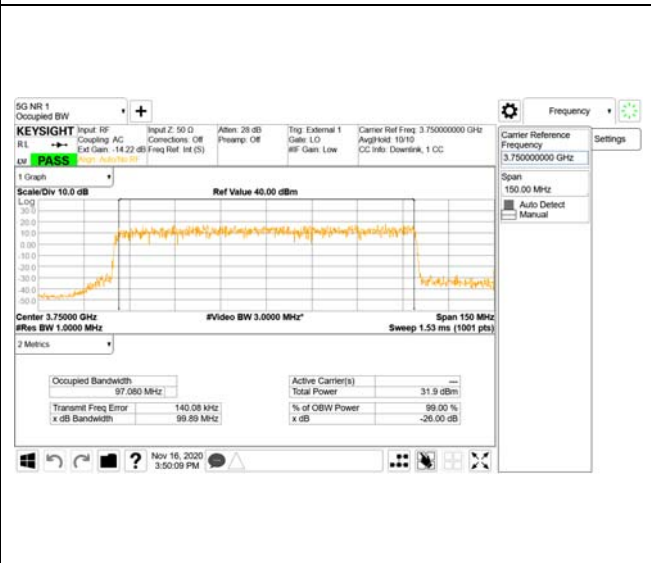 5G NR 1
Occupied BW
Frequency
KEYSIGHT
Input: RF
Input Z: 50 Ω
Atten: 28 dB
Trig: External 1
Carrier Ref Freq: 3.750000000 GHz
R L
Coupling: AC
Corrections: Off
Preamp: Off
Gate: LO
Avg|Hold: 10/10
Ext Gain: -14.22 dB
Freq Ref: Int (S)
#IF Gain: Low
CC Info: Downlink, 1 CC
PASS
Align: Auto/No RF
Carrier Reference
Frequency
3.750000000 GHz
Settings
Span
150.00 MHz
Auto Detect
Manual
1 Graph
Scale/Div 10.0 dB
Ref Value 40.00 dBm
Log
30.0
20.0
10.0
0.00
-10.0
-20.0
-30.0
-40.0
-50.0
Center 3.75000 GHz
#Video BW 3.0000 MHz*
Span 150 MHz
#Res BW 1.0000 MHz
Sweep 1.53 ms (1001 pts)
2 Metrics
Occupied Bandwidth
97.080 MHz
Active Carrier(s)
---
Total Power
31.9 dBm
Transmit Freq Error
140.08 kHz
% of OBW Power
99.00 %
x dB Bandwidth
99.89 MHz
x dB
-26.00 dB
?
Nov 16, 2020
3:50:09 PM